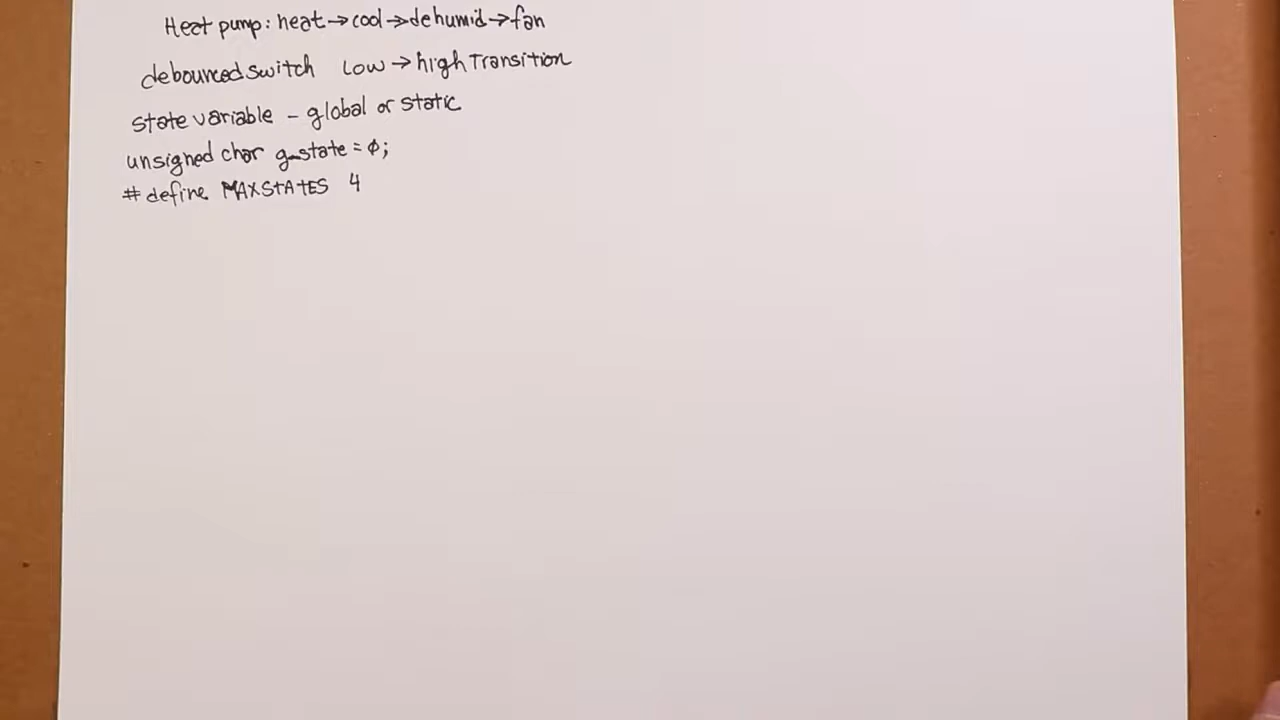 Heat pump: heat→cool→dehumid→fan
debounced switch low→high Transition
state variable - global or static
unsigned char g_state = φ;
# define MAXSTATES 4